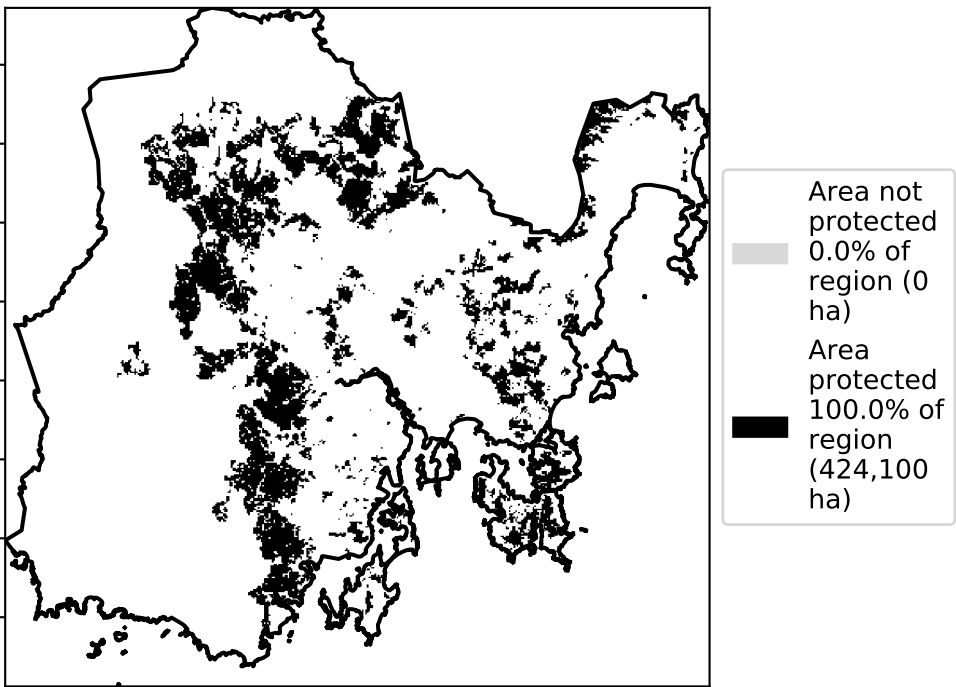 Area not
protected
0.0% of
region (0
ha)
Area
protected
100.0% of
region
(424,100
ha)